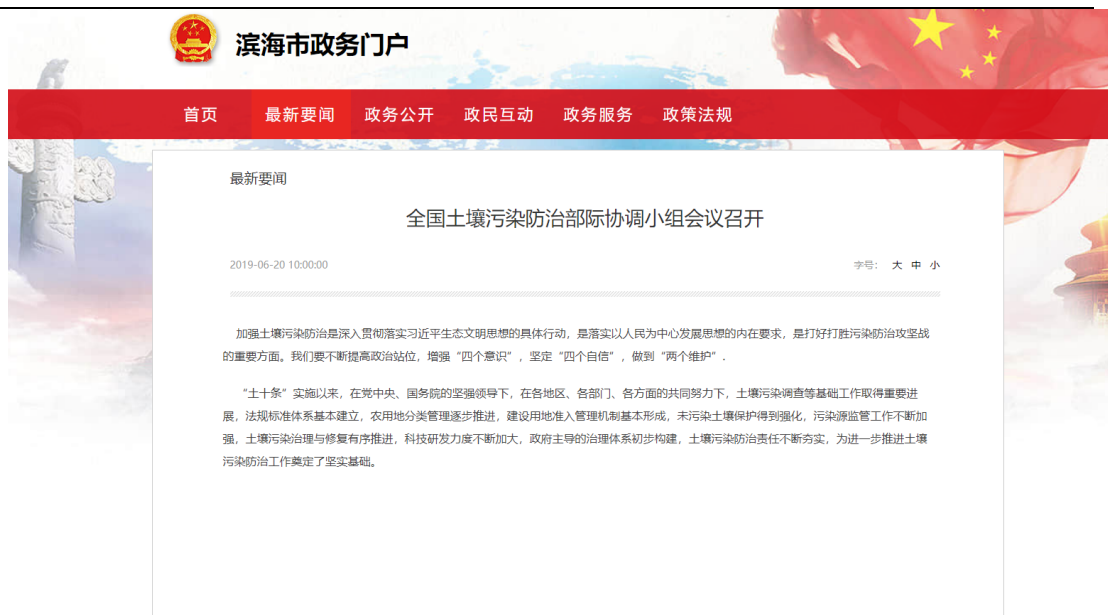 滨海市政务门户
首页 最新要闻 政务公开 政民互动 政务服务 政策法规
最新要闻
全国土壤污染防治部际协调小组会议召开
2019-06-20 10:00:00 字号: 大 中 小
加强土壤污染防治是深入贯彻落实习近平生态文明思想的具体行动，是落实以人民为中心发展思想的内在要求，是打好打胜污染防治攻坚战
的重要方面。我们要不断提高政治站位，增强“四个意识”，坚定“四个自信”，做到“两个维护”.
“土十条”实施以来，在党中央、国务院的坚强领导下，在各地区、各部门、各方面的共同努力下，土壤污染调查等基础工作取得重要进
展，法规标准体系基本建立，农用地分类管理逐步推进，建设用地准入管理机制基本形成，未污染土壤保护得到强化，污染源监管工作不断加
强，土壤污染治理与修复有序推进，科技研发力度不断加大，政府主导的治理体系初步构建，土壤污染防治责任不断夯实，为进一步推进土壤
污染防治工作奠定了坚实基础。